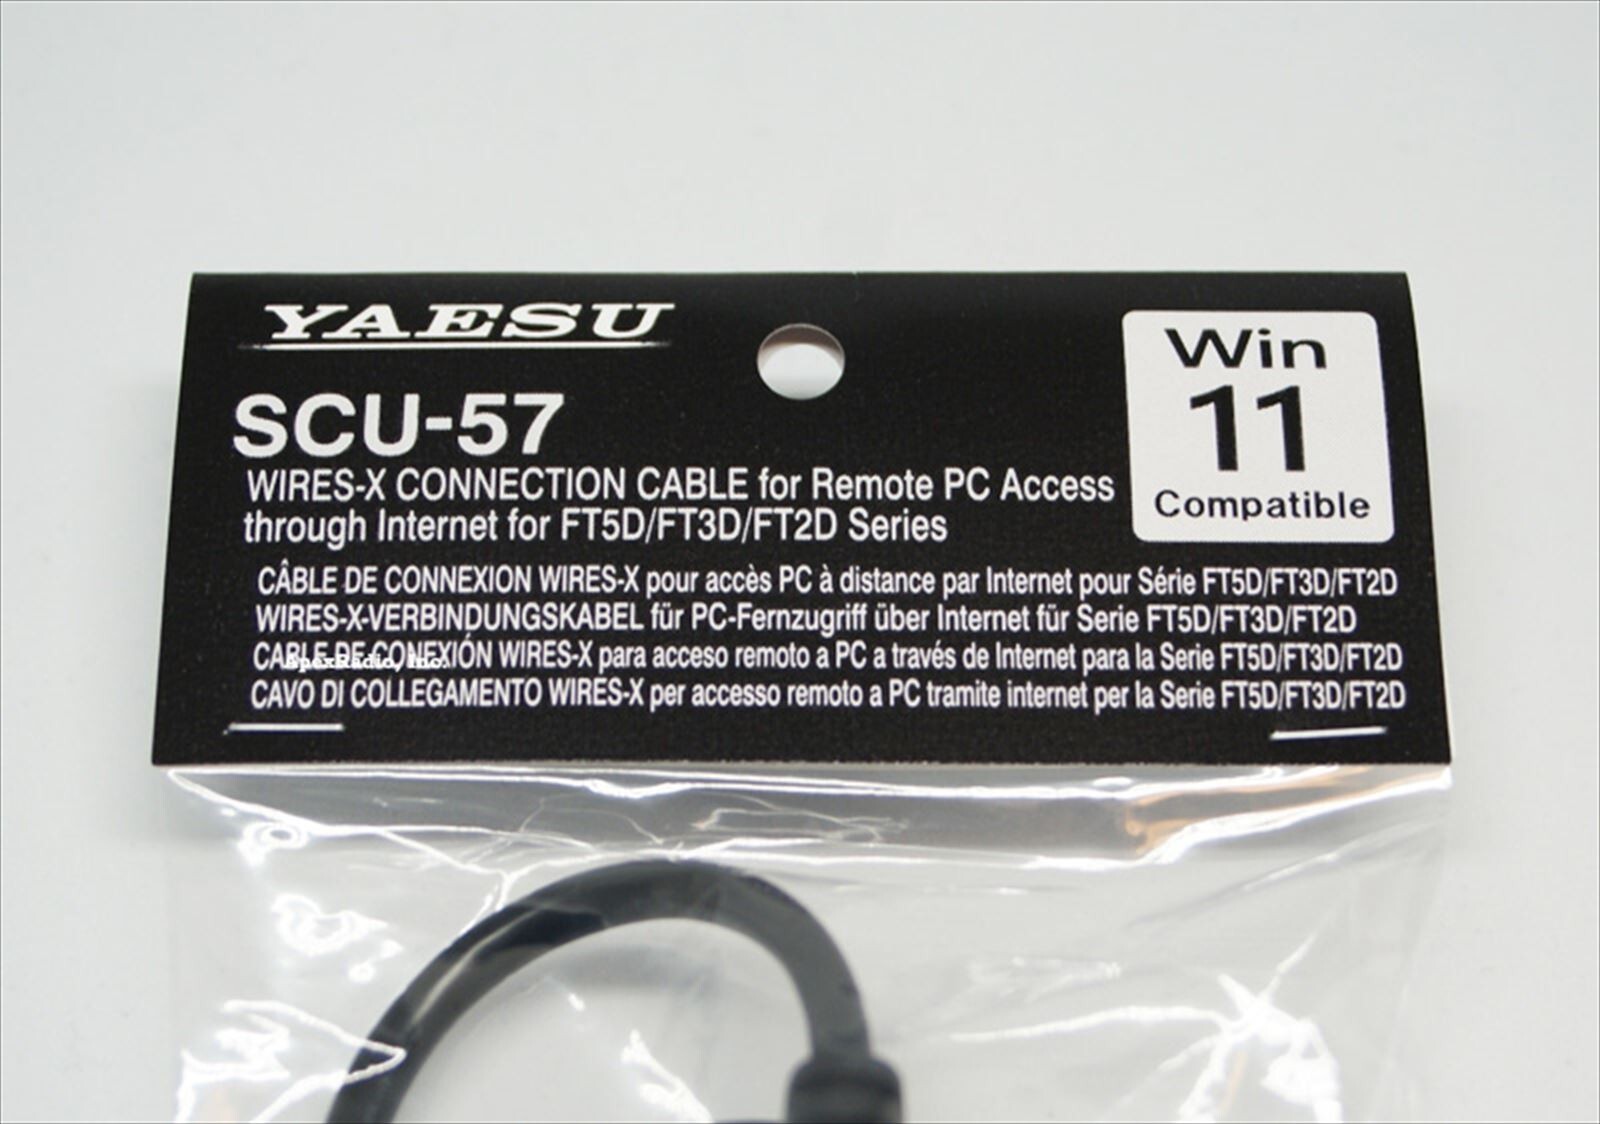 YAESU
SCU-57
WIRES-X CONNECTION CABLE for Remote PC Access
through Internet for FT5D/FT3D/FT2D Series
Win
11
Compatible
CÂBLE DE CONNEXION WIRES-X pour accès PC à distance par Internet pour Série FT5D/FT3D/FT2D
WIRES-X-VERBINDUNGSKABEL für PC-Fernzugriff über Internet für Serie FT5D/FT3D/FT2D
CABLE DE CONEXIÓN WIRES-X para acceso remoto a PC a través de Internet para la Serie FT5D/FT3D/FT2D
ApexRadio, Inc.
CAVO DI COLLEGAMENTO WIRES-X per accesso remoto a PC tramite internet per la Serie FT5D/FT3D/FT2D